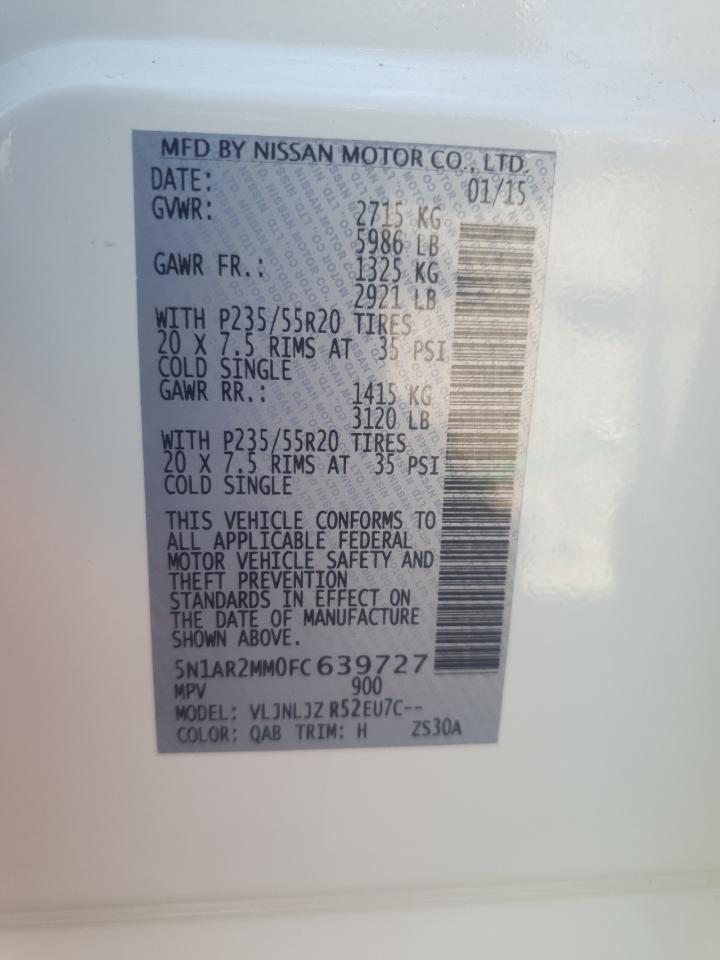 MFD BY NISSAN MOTOR CO., LTD.
DATE: 01/15
GVWR: 2715 KG
5986 LB
GAWR FR.: 1325 KG
2921 LB
WITH P235/55R20 TIRES
20 X 7.5 RIMS AT 35 PSI
COLD SINGLE
GAWR RR.: 1415 KG
3120 LB
WITH P235/55R20 TIRES
20 X 7.5 RIMS AT 35 PSI
COLD SINGLE
THIS VEHICLE CONFORMS TO
ALL APPLICABLE FEDERAL
MOTOR VEHICLE SAFETY AND
THEFT PREVENTION
STANDARDS IN EFFECT ON
THE DATE OF MANUFACTURE
SHOWN ABOVE.
5N1AR2MM0FC 639727
MPV 900
MODEL: VLJNLJZ R52EU7C--
COLOR: QAB TRIM: H ZS30A